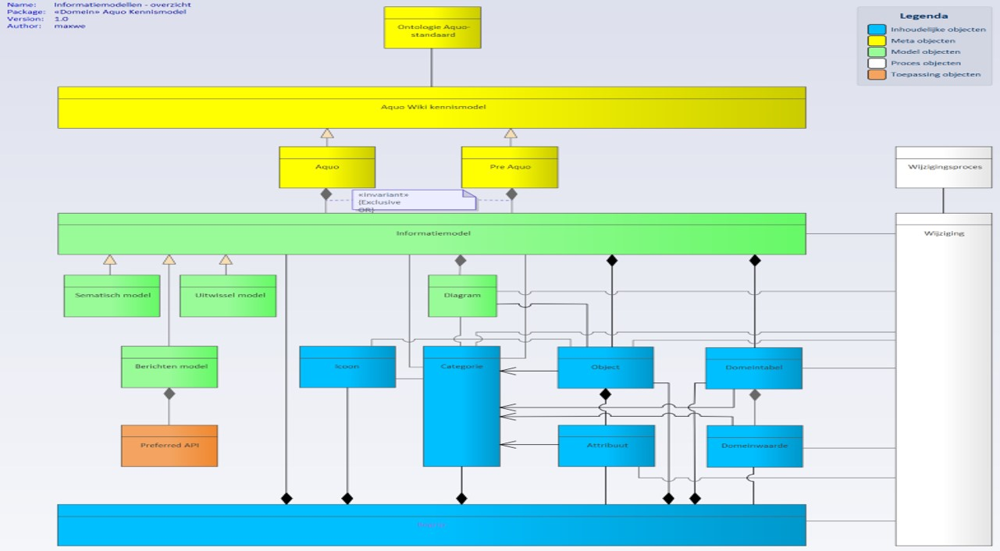 Name: Informatiemodellen - overzicht
Package: «Domein» Aquo Kennismodel
Version: 1.0
Author: maxwe
Legenda
Inhoudelijke objecten
Meta objecten
Model objecten
Proces objecten
Toepassing objecten
Ontologie Aquo-
standaard
Aquo Wiki kennismodel
Aquo
Pre Aquo
Wijzigingsproces
«invariant»
{Exclusive
OR}
Informatiemodel
Wijziging
Sematisch model
Uitwissel model
Diagram
Berichten model
Icoon
Categorie
Object
Domeintabel
Preferred API
Attribuut
Domeinwaarde